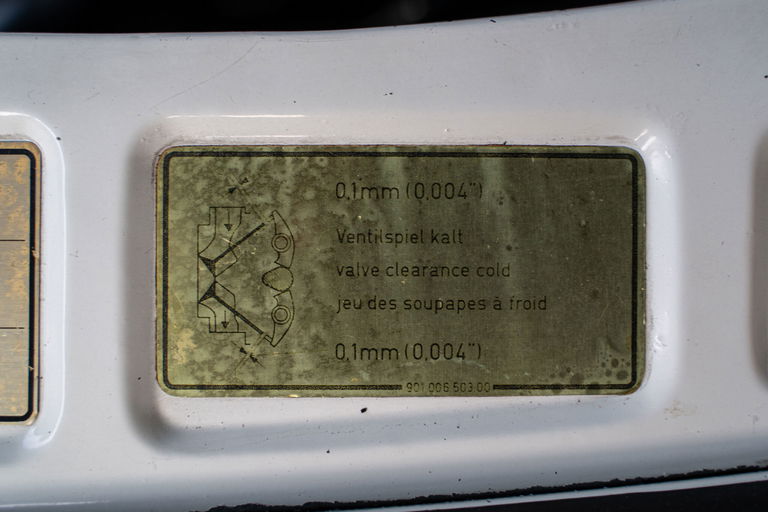 0,1mm (0,004")
Ventilspiel kalt
valve clearance cold
jeu des soupapes à froid
0,1mm (0,004")
901.006.503.00